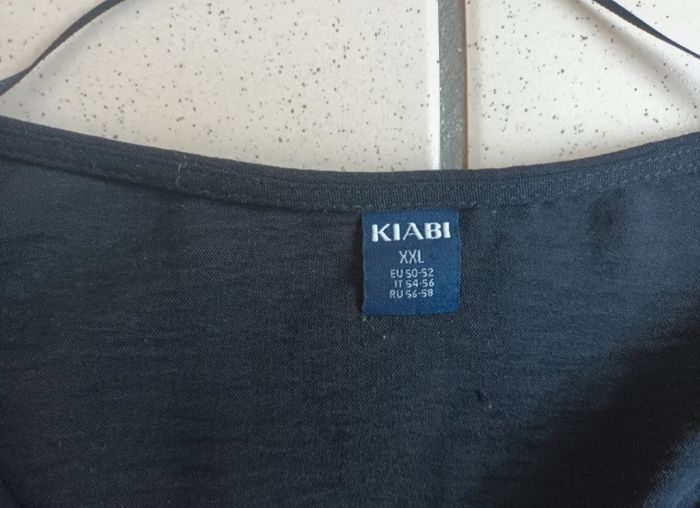 KIABI
XXL
EU 50-52
IT 54-56
RU 56-58